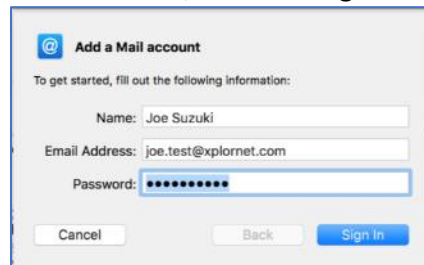 @ Add a Mail account
To get started, fill out the following information:
Name: Joe Suzuki
Email Address: joe.test@xplornet.com
Password: ••••••••••
Cancel Back Sign In